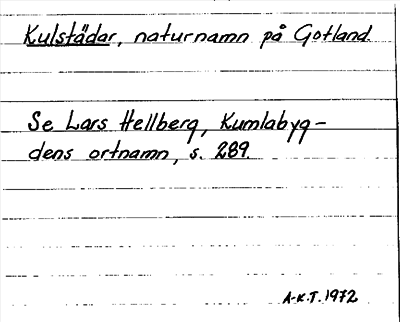 Kulstädar, naturnamn på Gotland.
Se Lars Hellberg, Kumlabyg-
dens ortnamn, s. 289.
A-K.T. 1972